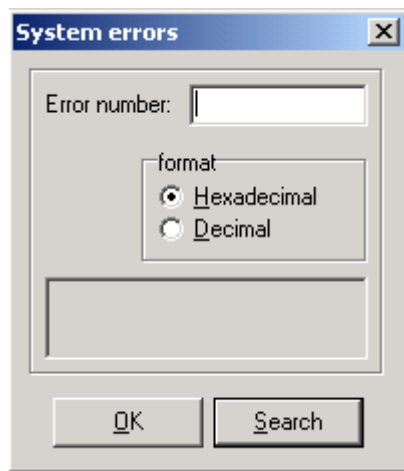 System errors
Error number:
format
Hexadecimal
Decimal
OK
Search